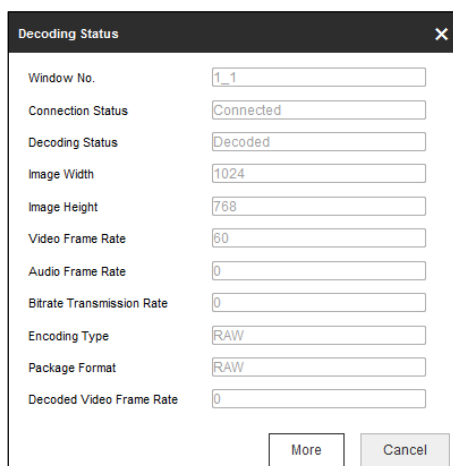 Decoding Status
Window No. 1_1
Connection Status Connected
Decoding Status Decoded
Image Width 1024
Image Height 768
Video Frame Rate 60
Audio Frame Rate 0
Bitrate Transmission Rate 0
Encoding Type RAW
Package Format RAW
Decoded Video Frame Rate 0
More Cancel